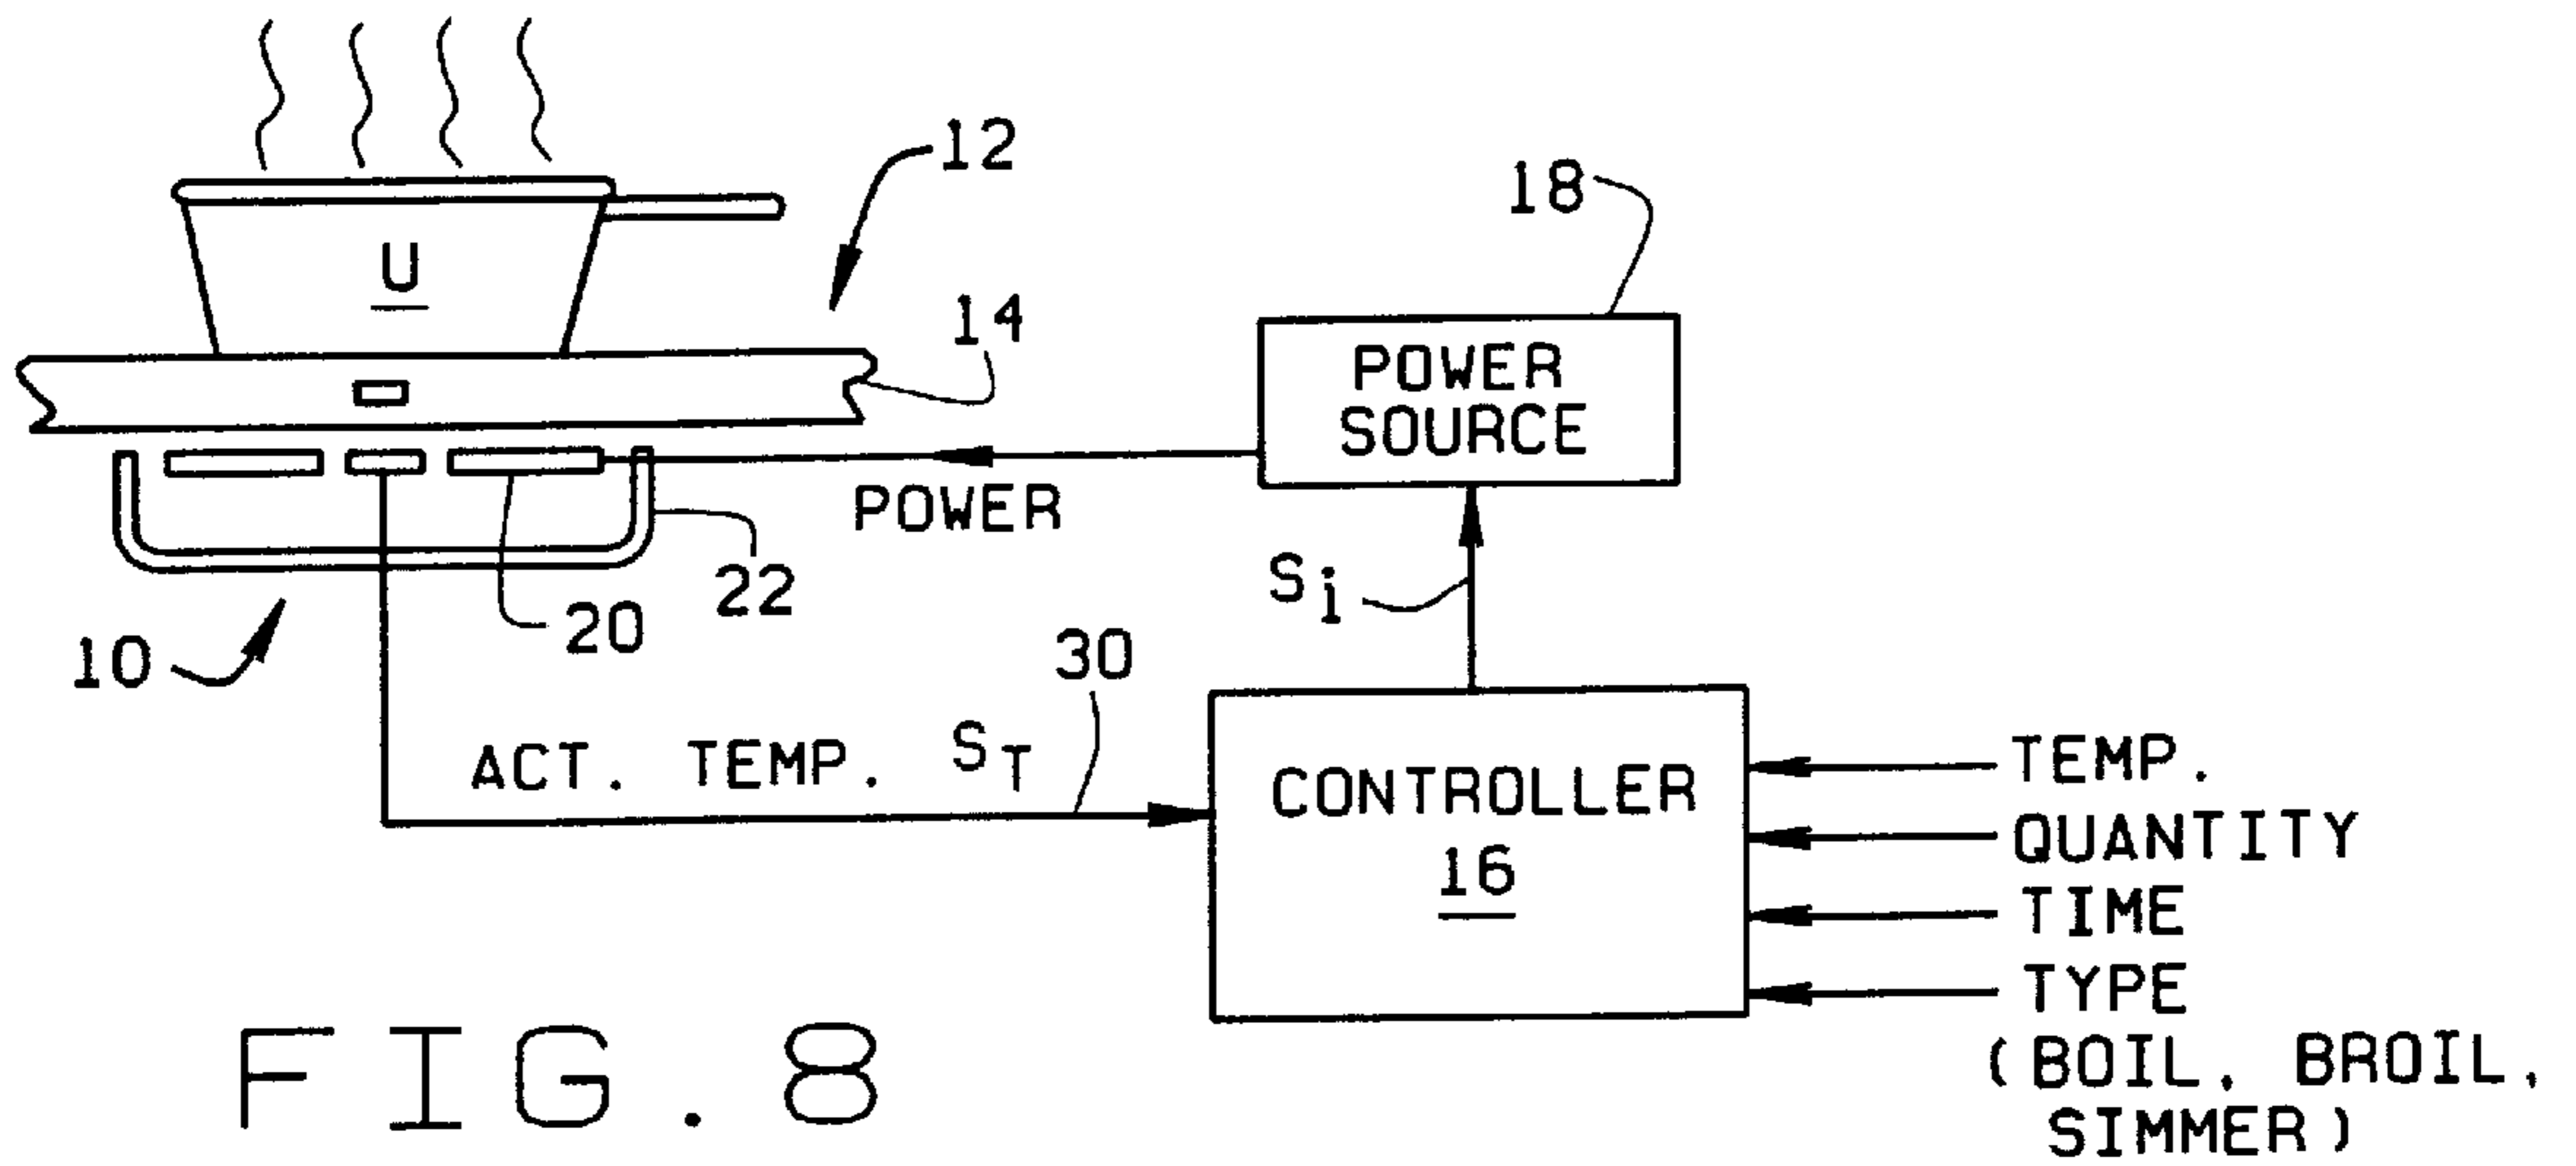 12
18
U
14
POWER
SOURCE
POWER
Si
22
20
10
30
ACT. TEMP. ST
CONTROLLER
16
TEMP.
QUANTITY
TIME
TYPE
(BOIL, BROIL,
SIMMER)
FIG. 8